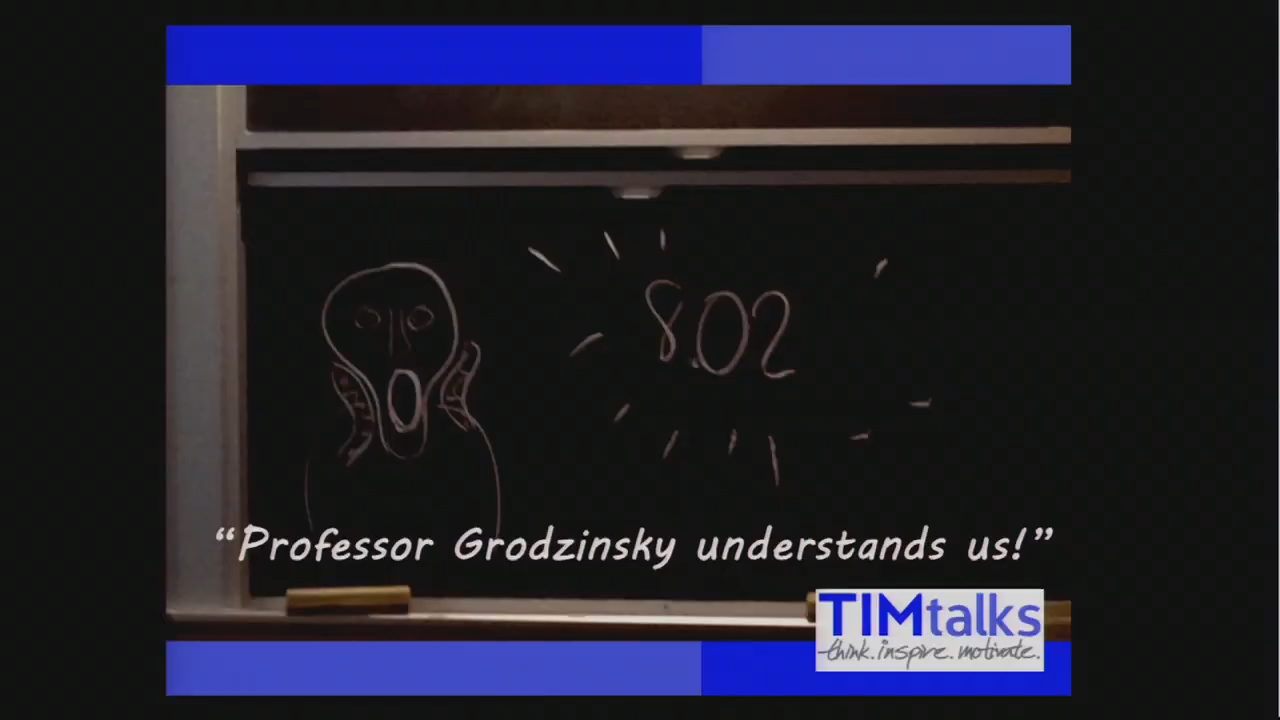 8.02
“Professor Grodzinsky understands us!”
TIMtalks
think.inspire.motivate.